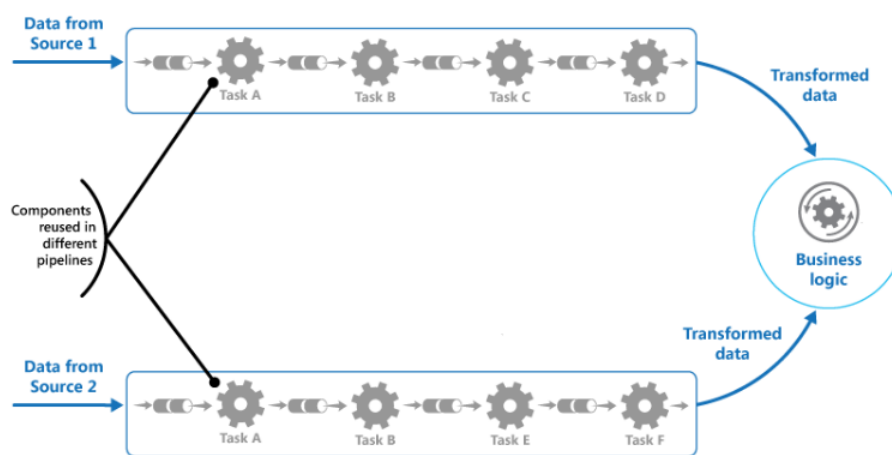 Data from
Source 1
Task A
Task B
Task C
Task D
Transformed
data
Components
reused in
different
pipelines
Business
logic
Transformed
data
Data from
Source 2
Task A
Task B
Task E
Task F